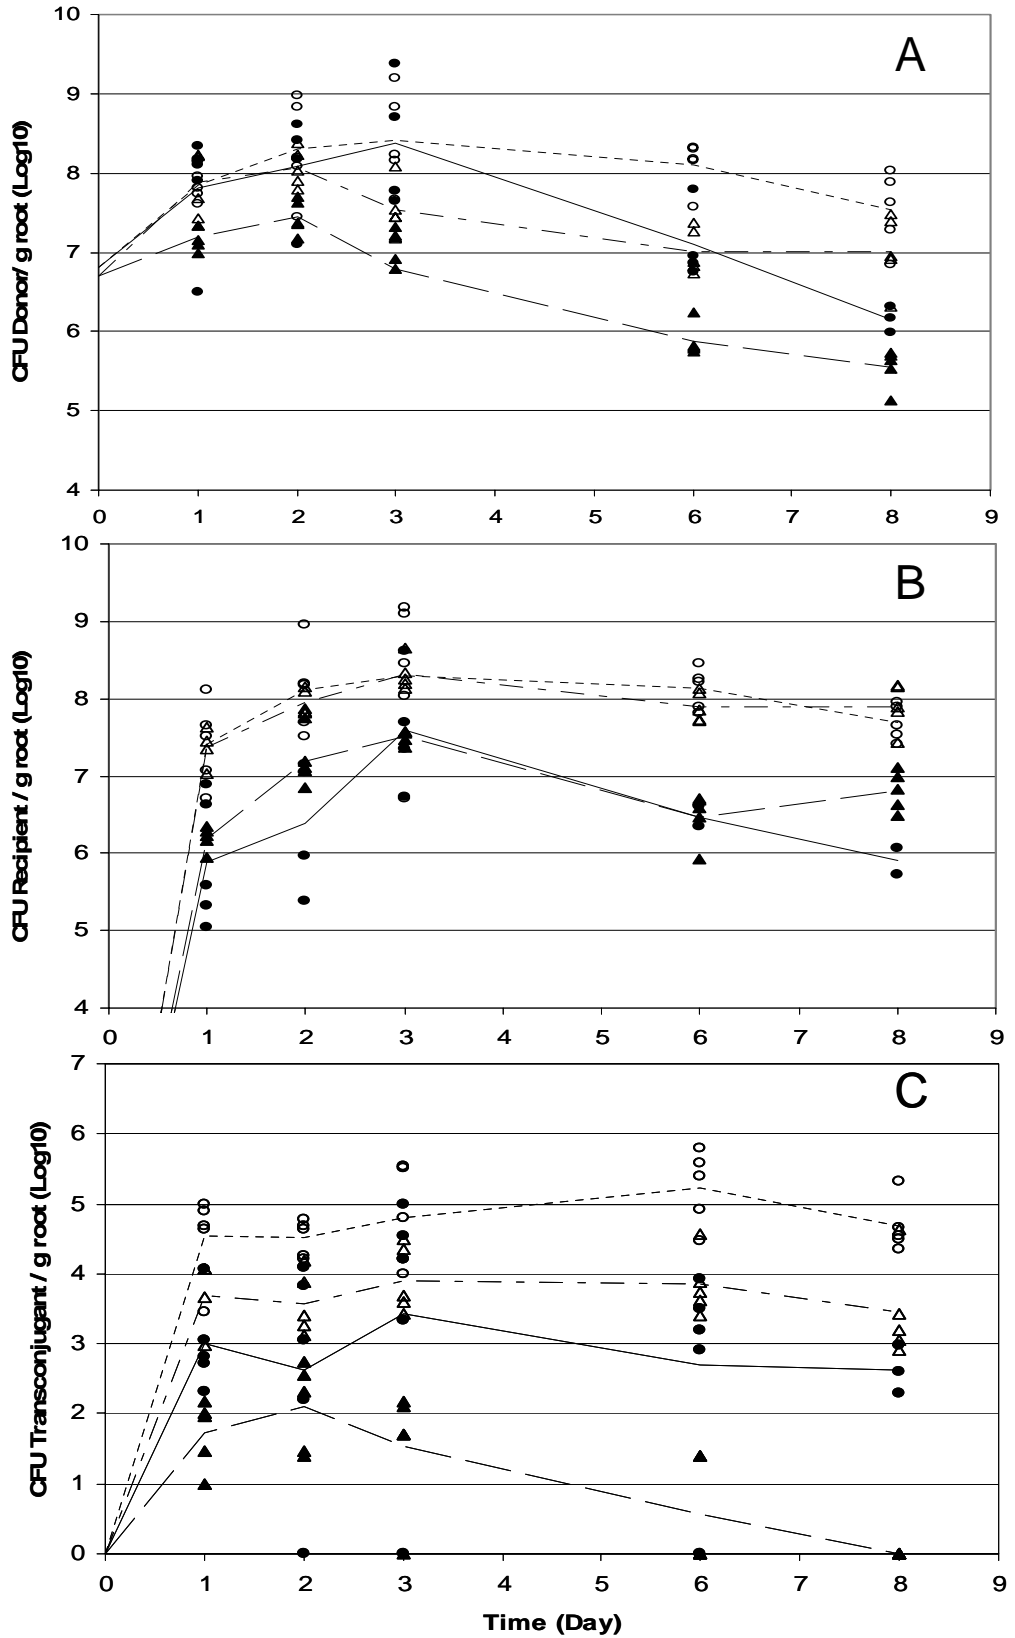 A
CFU Donor/ g root (Log10)
10
9
8
7
6
5
4
0 1 2 3 4 5 6 7 8 9
B
CFU Recipient / g root (Log10)
10
9
8
7
6
5
4
0 1 2 3 4 5 6 7 8 9
C
CFU Transconjugant / g root (Log10)
7
6
5
4
3
2
1
0
0 1 2 3 4 5 6 7 8 9
Time (Day)